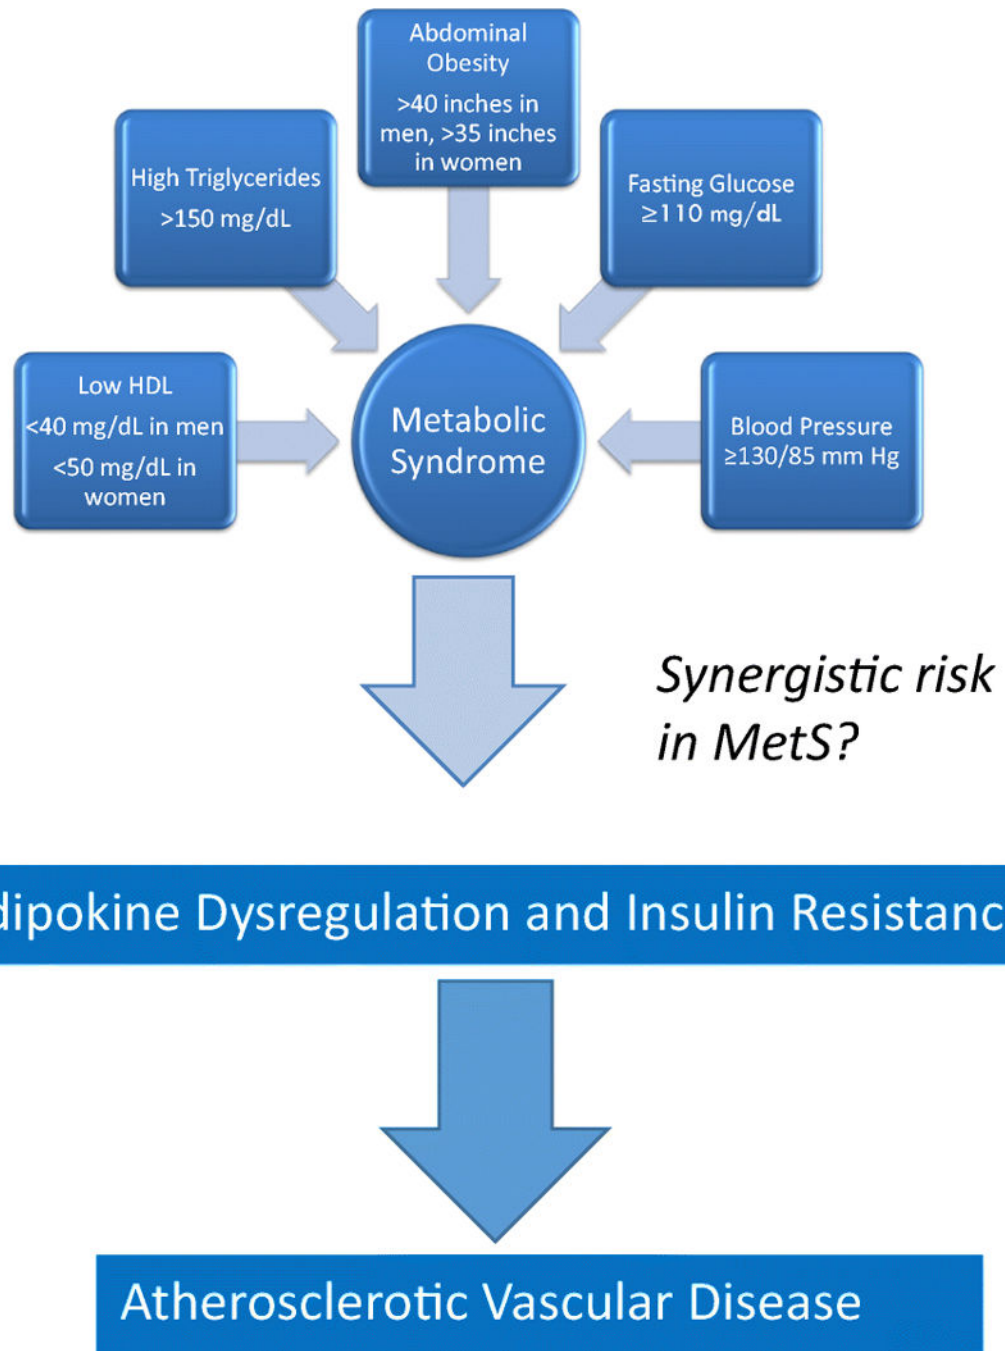 Abdominal
Obesity
>40 inches in
men, >35 inches
in women
High Triglycerides
>150 mg/dL
Fasting Glucose
≥110 mg/dL
Low HDL
<40 mg/dL in men
<50 mg/dL in
women
Metabolic
Syndrome
Blood Pressure
≥130/85 mm Hg
Synergistic risk
in MetS?
dipokine Dysregulation and Insulin Resistanc
Atherosclerotic Vascular Disease